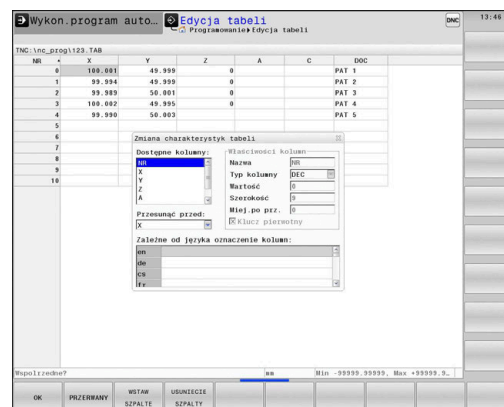 Wykon.program auto…
Edycja tabeli
Programowanie▸Edycja tabeli
DNC
13:46
TNC:\nc_prog\123.TAB
NR X Y Z A C DOC
0 100.001 49.999 0 PAT 1
1 99.994 49.999 0 PAT 2
2 99.989 50.001 0 PAT 3
3 100.002 49.995 0 PAT 4
4 99.990 50.003 PAT 5
5
6
7
8
9
10
Zmiana charakterystyk tabeli
Dostępne kolumny:
NR
X
Y
Z
A
Przesunąć przed:
X
Właściwości kolumn
Nazwa NR
Typ kolumny DEC
Wartość 0
Szerokość 9
Miej.po prz. 0
Klucz pierwotny
Zależne od języka oznaczenie kolumn:
en
de
cs
fr
Wspolrzedne? mm Min -99999.99999, Max +99999.9…
OK PRZERWANY WSTAW SZPALTE USUNIECIE SZPALTY